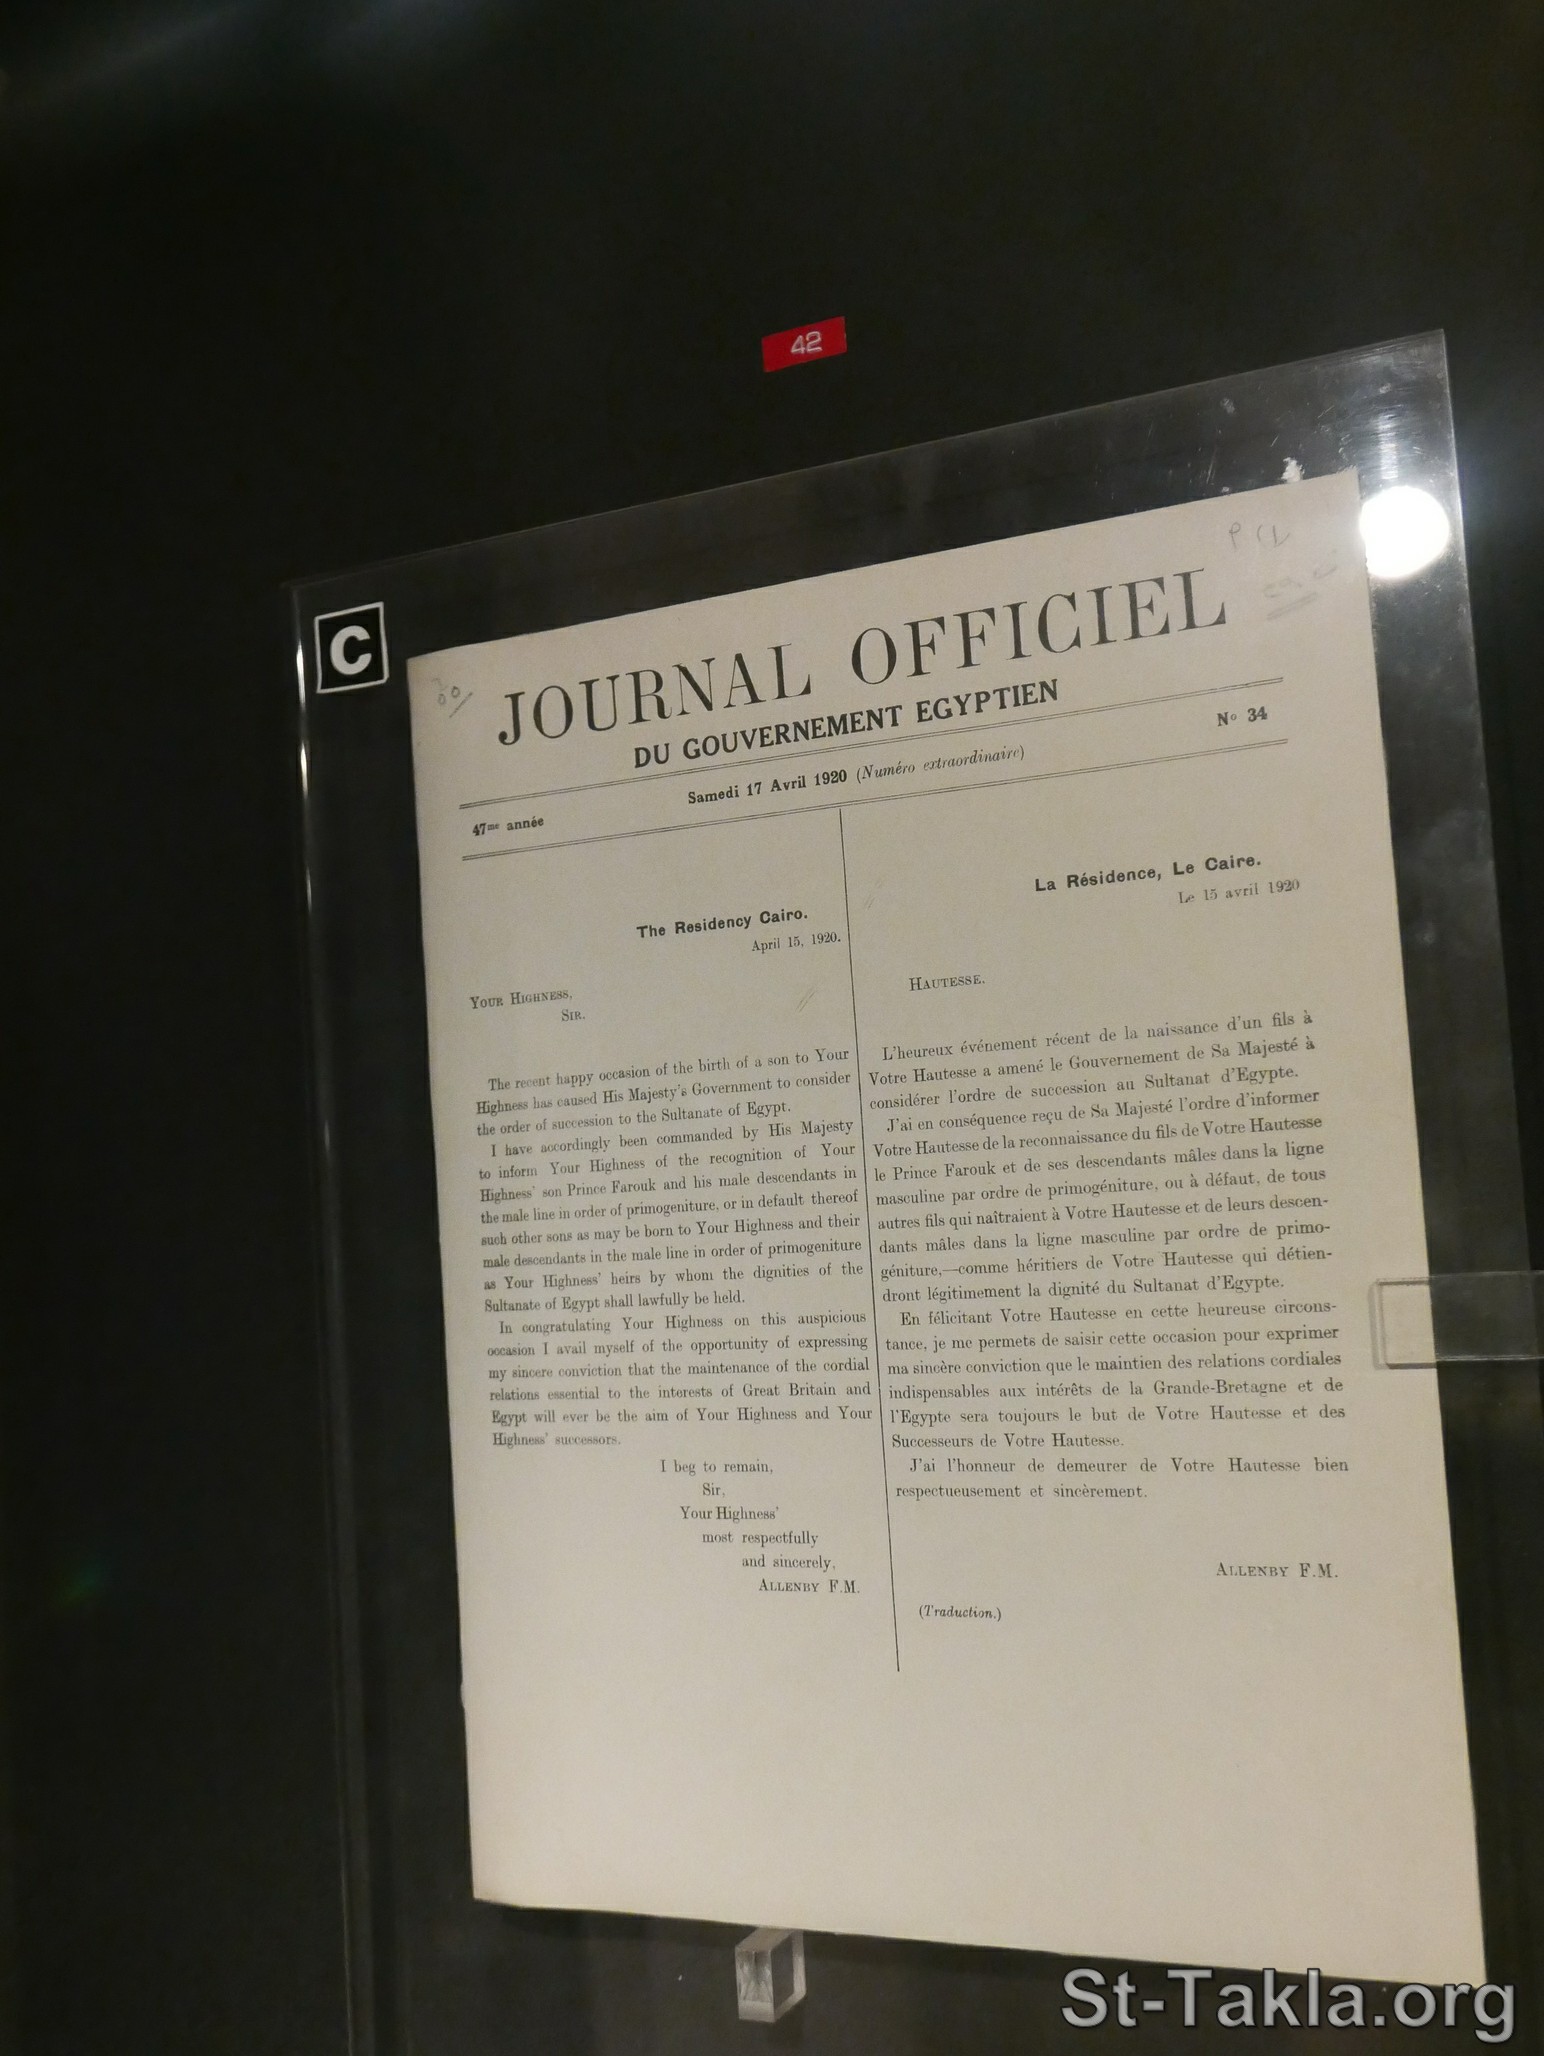 42
C
JOURNAL OFFICIEL
DU GOUVERNEMENT EGYPTIEN
47me année
Samedi 17 Avril 1920 (Numéro extraordinaire)
No 34
The Residency Cairo.
April 15, 1920.
YOUR HIGHNESS,
SIR.
The recent happy occasion of the birth of a son to Your
Highness has caused His Majesty's Government to consider
the order of succession to the Sultanate of Egypt.
I have accordingly been commanded by His Majesty
to inform Your Highness of the recognition of Your
Highness' son Prince Farouk and his male descendants in
the male line in order of primogeniture, or in default thereof
such other sons as may be born to Your Highness and their
male descendants in the male line in order of primogeniture
as Your Highness' heirs by whom the dignities of the
Sultanate of Egypt shall lawfully be held.
In congratulating Your Highness on this auspicious
occasion I avail myself of the opportunity of expressing
my sincere conviction that the maintenance of the cordial
relations essential to the interests of Great Britain and
Egypt will ever be the aim of Your Highness and Your
Highness' successors.
I beg to remain,
Sir,
Your Highness'
most respectfully
and sincerely,
ALLENBY F.M.
La Résidence, Le Caire.
Le 15 avril 1920
HAUTESSE.
L'heureux événement récent de la naissance d'un fils à
Votre Hautesse a amené le Gouvernement de Sa Majesté à
considérer l'ordre de succession au Sultanat d'Egypte.
J'ai en conséquence reçu de Sa Majesté l'ordre d'informer
Votre Hautesse de la reconnaissance du fils de Votre Hautesse
le Prince Farouk et de ses descendants mâles dans la ligne
masculine par ordre de primogéniture, ou à défaut, de tous
autres fils qui naîtraient à Votre Hautesse et de leurs descen-
dants mâles dans la ligne masculine par ordre de primo-
géniture,—comme héritiers de Votre Hautesse qui détien-
dront légitimement la dignité du Sultanat d'Egypte.
En félicitant Votre Hautesse en cette heureuse circons-
tance, je me permets de saisir cette occasion pour exprimer
ma sincère conviction que le maintien des relations cordiales
indispensables aux intérêts de la Grande-Bretagne et de
l'Egypte sera toujours le but de Votre Hautesse et des
Successeurs de Votre Hautesse.
J'ai l'honneur de demeurer de Votre Hautesse bien
respectueusement et sincèrement.
ALLENBY F.M.
(Traduction.)
St-Takla.org